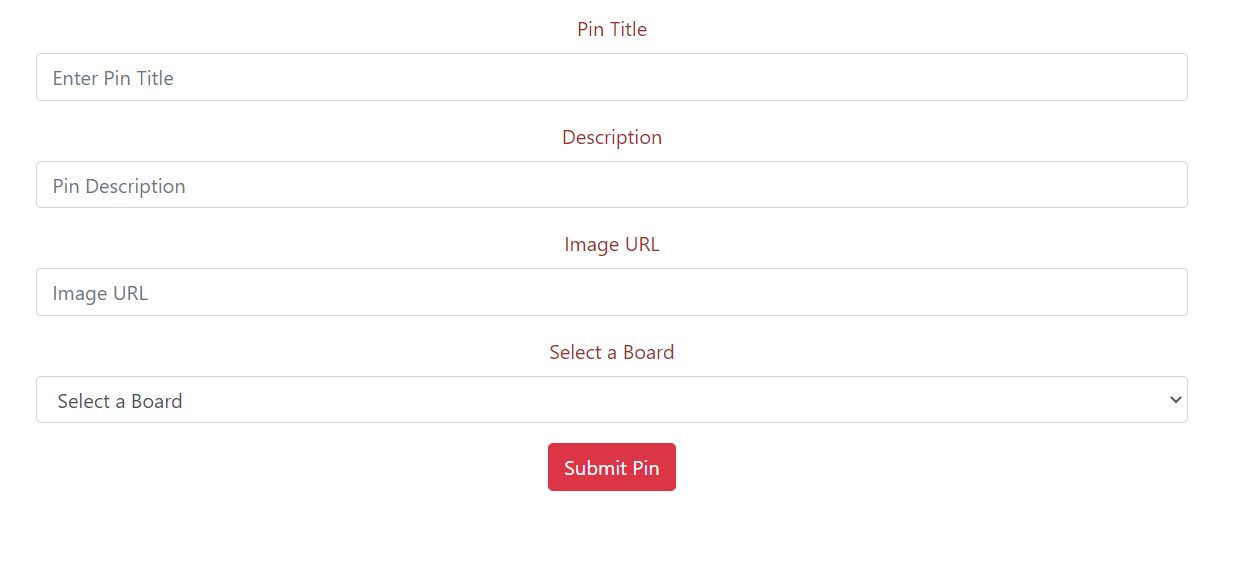 Pin Title
Enter Pin Title
Description
Pin Description
Image URL
Image URL
Select a Board
Select a Board
Submit Pin